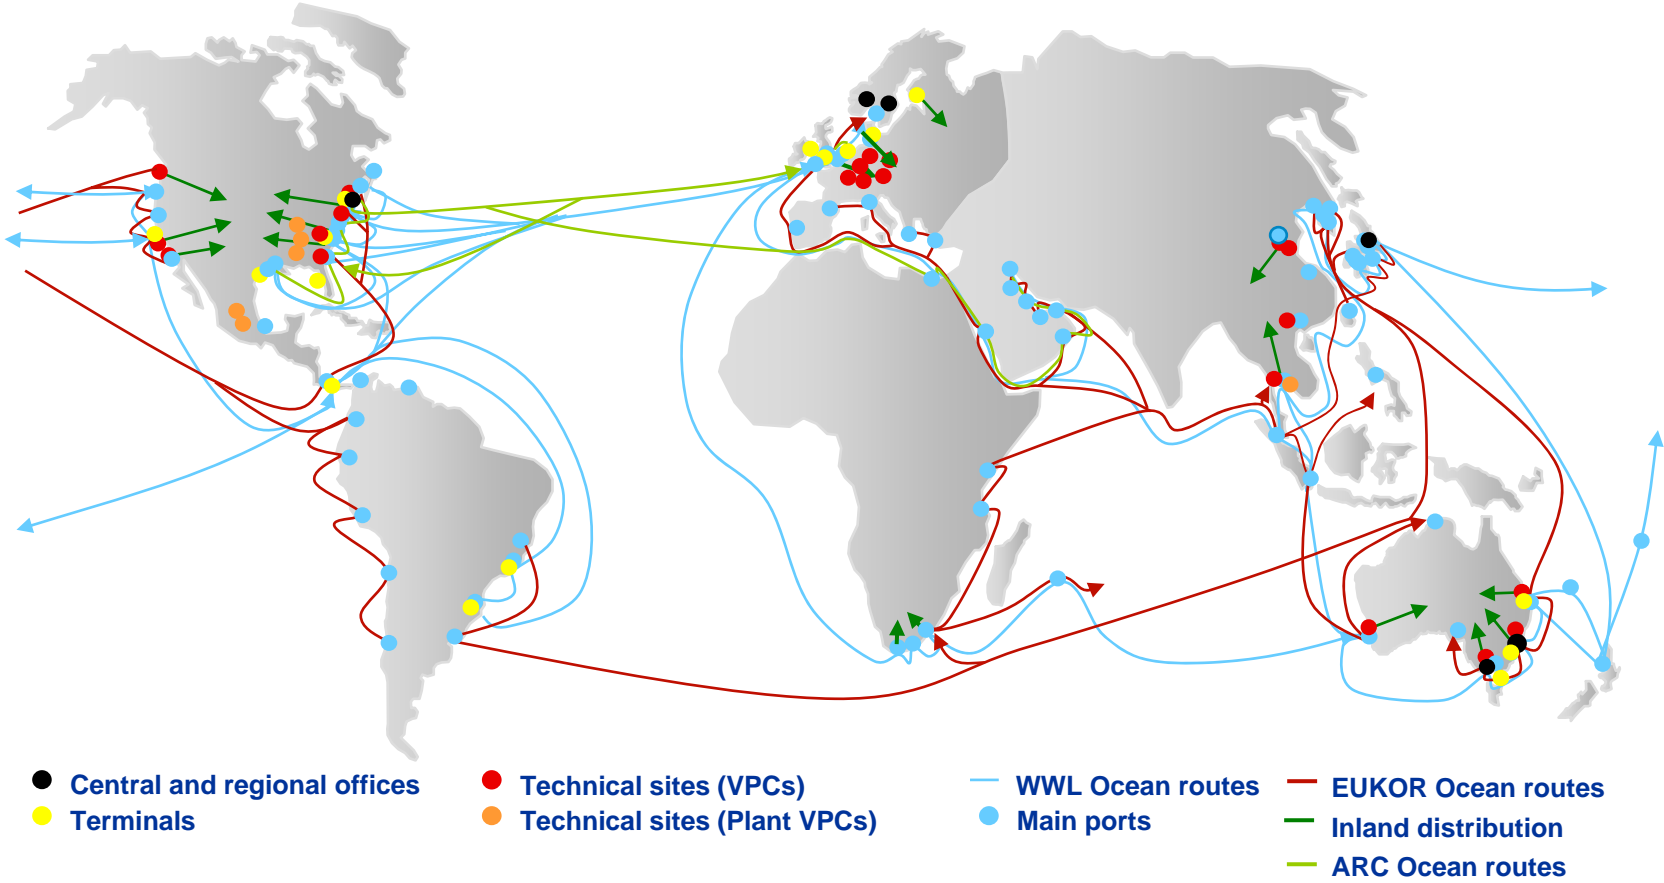 Central and regional offices
Terminals
Technical sites (VPCs)
Technical sites (Plant VPCs)
WWL Ocean routes
Main ports
EUKOR Ocean routes
Inland distribution
ARC Ocean routes